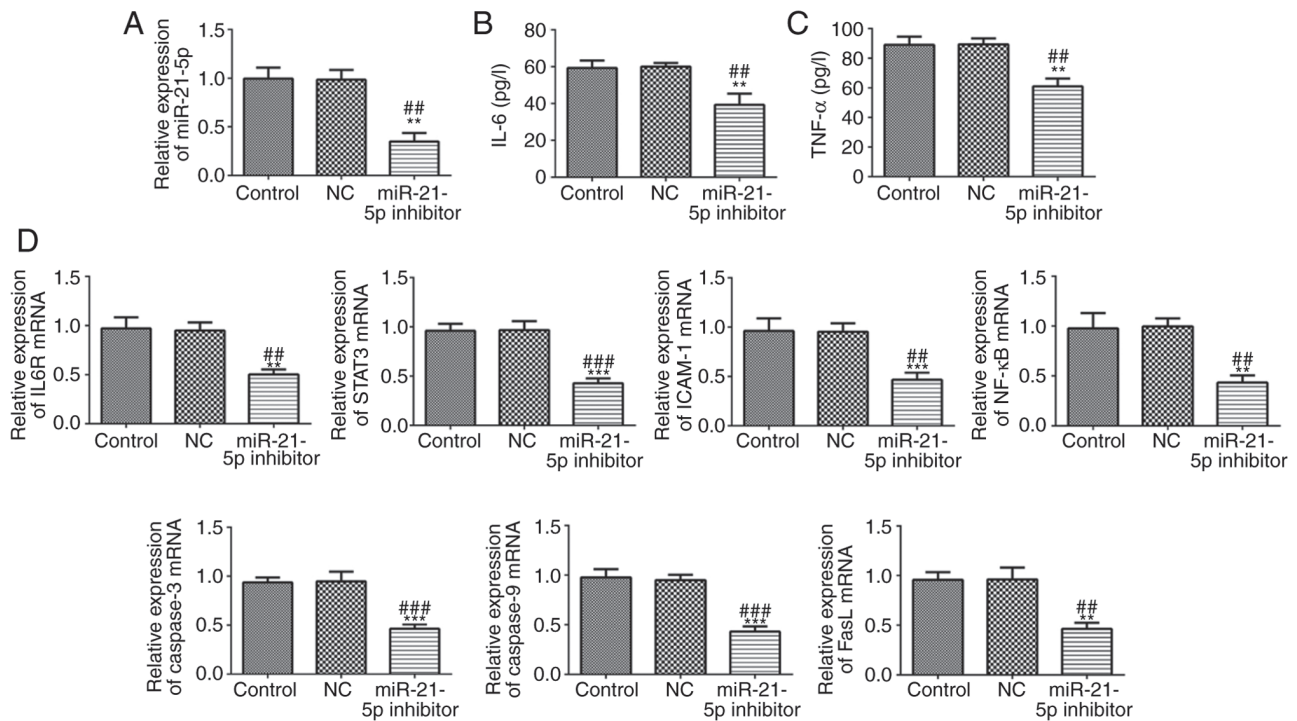 A
Relative expression
of miR-21-5p
1.5
1.0
0.5
0.0
##
**
Control
NC
miR-21-
5p inhibitor
B
IL-6 (pg/l)
80
60
40
20
0
##
**
Control
NC
miR-21-
5p inhibitor
C
TNF-α (pg/l)
100
80
60
40
20
0
##
**
Control
NC
miR-21-
5p inhibitor
D
Relative expression
of IL6R mRNA
1.5
1.0
0.5
0.0
##
**
Control
NC
miR-21-
5p inhibitor
Relative expression
of STAT3 mRNA
1.5
1.0
0.5
0.0
###
***
Control
NC
miR-21-
5p inhibitor
Relative expression
of ICAM-1 mRNA
1.5
1.0
0.5
0.0
##
***
Control
NC
miR-21-
5p inhibitor
Relative expression
of NF-κB mRNA
1.5
1.0
0.5
0.0
##
**
Control
NC
miR-21-
5p inhibitor
Relative expression
of caspase-3 mRNA
1.5
1.0
0.5
0.0
###
***
Control
NC
miR-21-
5p inhibitor
Relative expression
of caspase-9 mRNA
1.5
1.0
0.5
0.0
###
***
Control
NC
miR-21-
5p inhibitor
Relative expression
of FasL mRNA
1.5
1.0
0.5
0.0
##
**
Control
NC
miR-21-
5p inhibitor